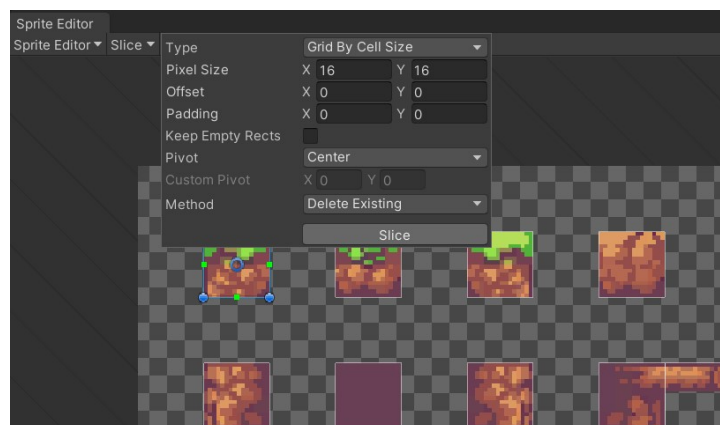 Sprite Editor
Sprite Editor Slice
Type Grid By Cell Size
Pixel Size X 16 Y 16
Offset X 0 Y 0
Padding X 0 Y 0
Keep Empty Rects
Pivot Center
Custom Pivot X 0 Y 0
Method Delete Existing
Slice